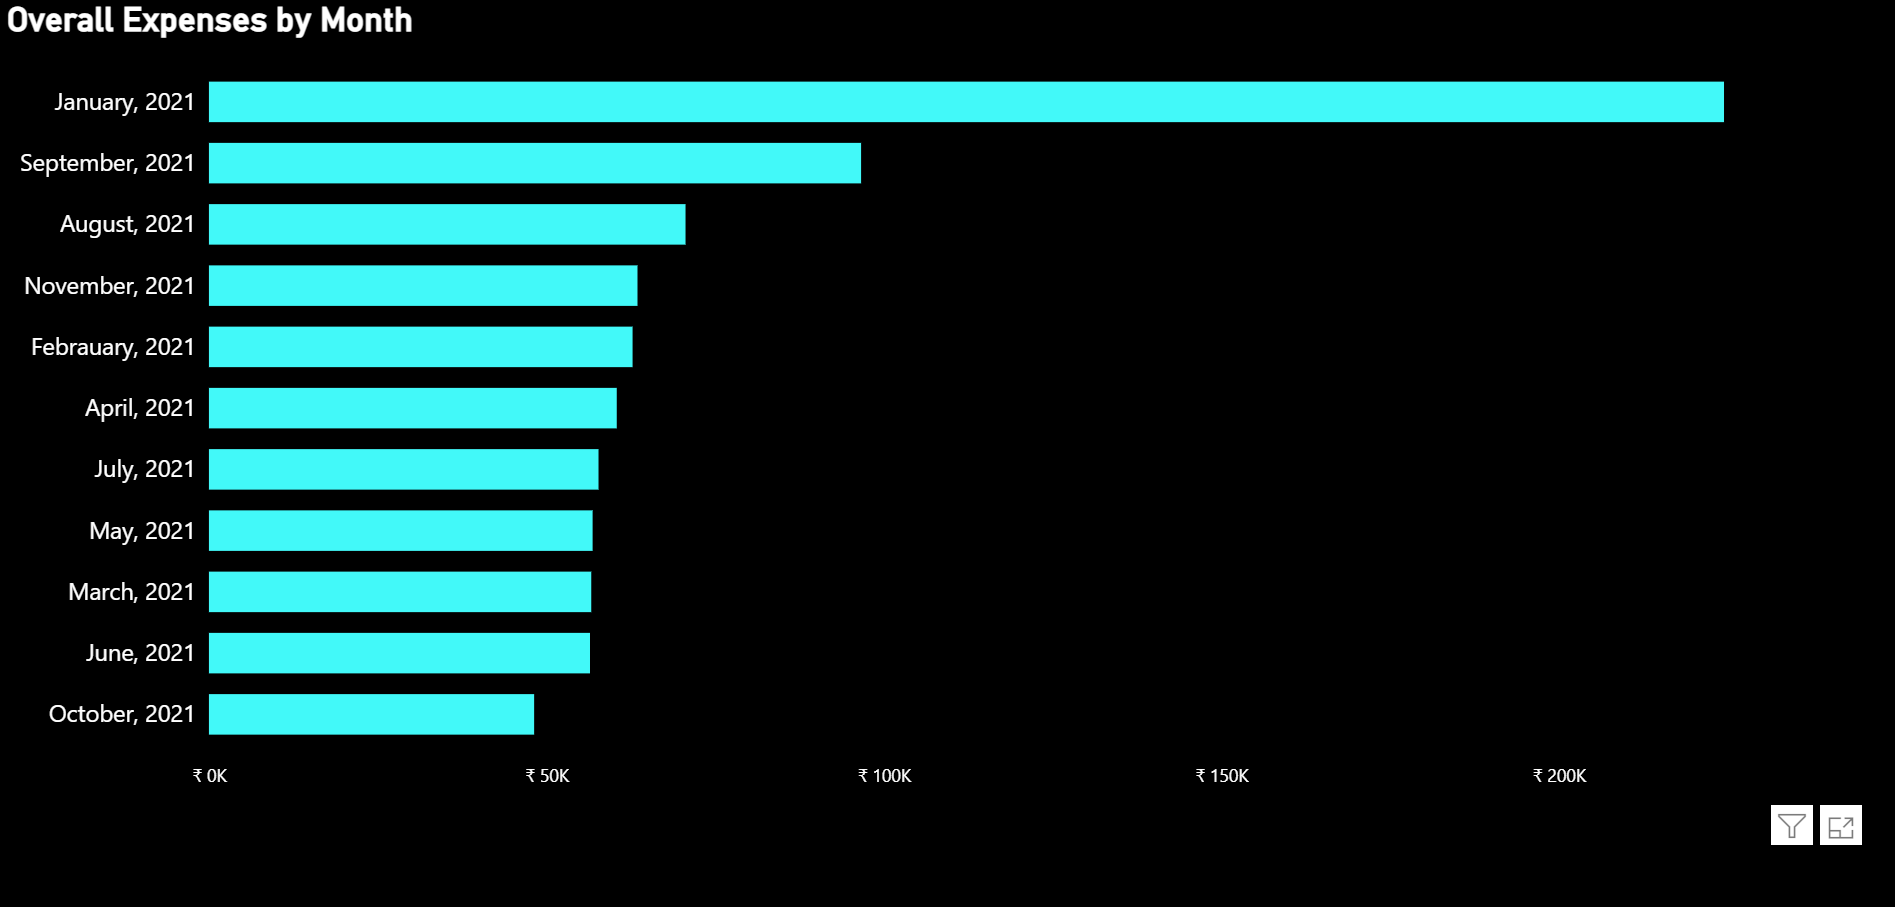 Overall Expenses by Month
January, 2021
September, 2021
August, 2021
November, 2021
Febrauary, 2021
April, 2021
July, 2021
May, 2021
March, 2021
June, 2021
October, 2021
₹ 0K ₹ 50K ₹ 100K ₹ 150K ₹ 200K